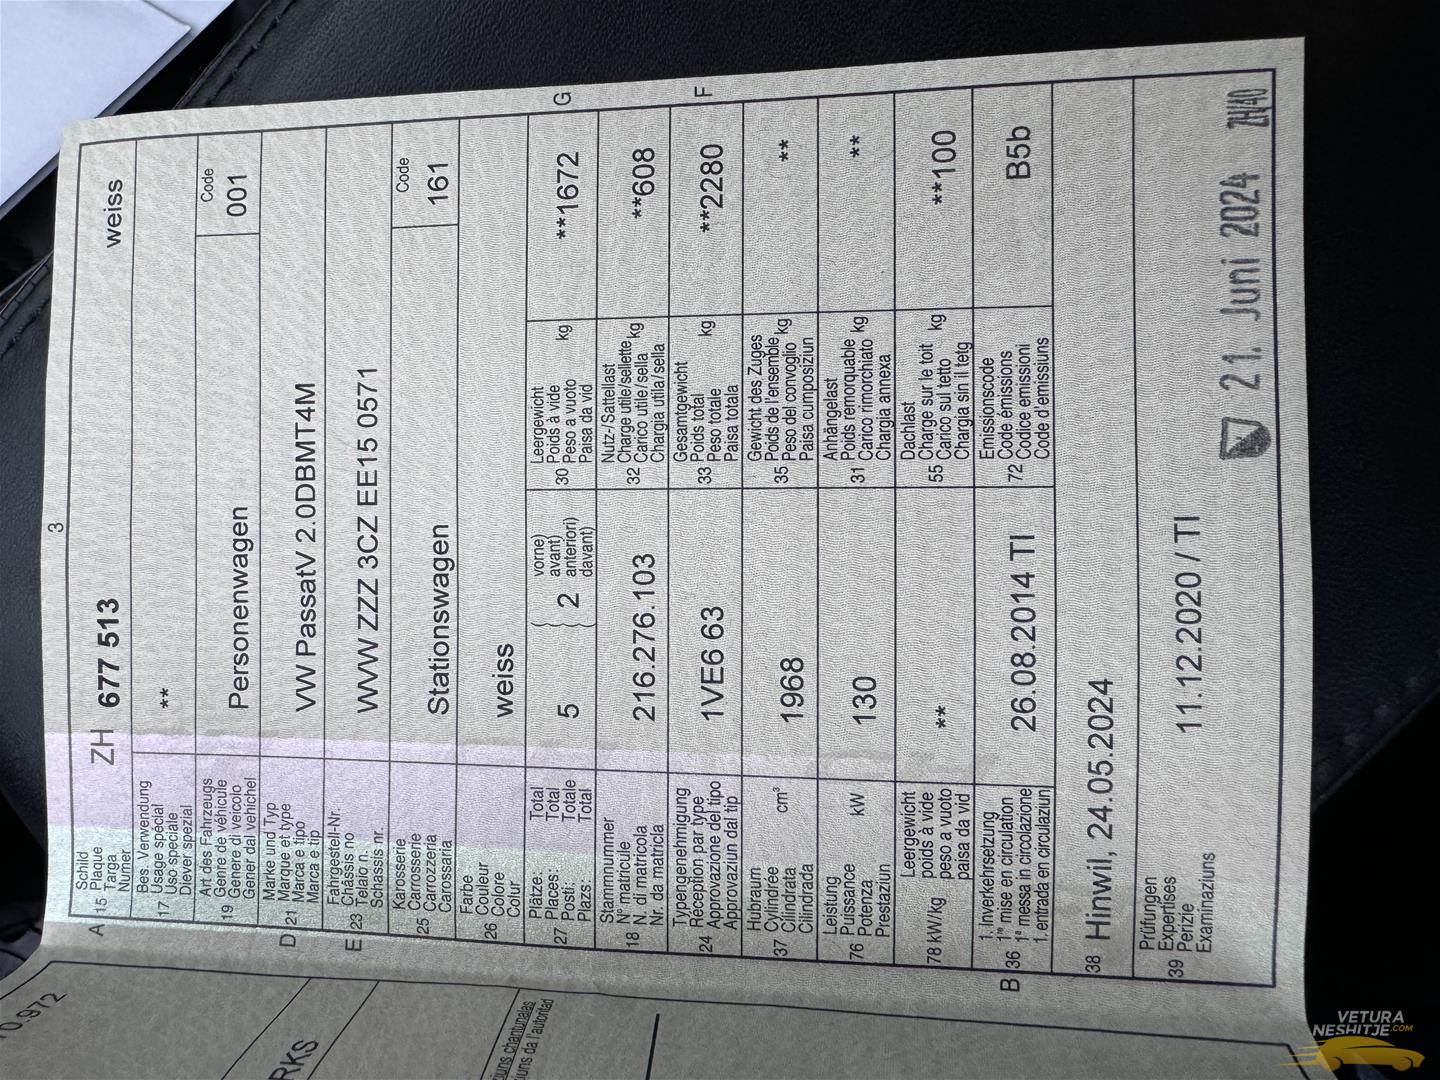 3
A 15 Schild Plaque Targa Numer ZH 677 513 weiss
17 Bes. Verwendung Usage spécial Uso speciale Diever spezial **
19 Art des Fahrzeugs Genre de véhicule Genere di veicolo Gener dal vehichel Personenwagen Code 001
D 21 Marke und Typ Marque et type Marca e tipo Marca e tip VW PassatV 2.0DBMT4M
E 23 Fahrgestell-Nr. Châssis no Telaio n. Schassis nr. WVW ZZZ 3CZ EE15 0571
25 Karosserie Carrosserie Carrozzeria Carossaria Stationswagen Code 161
26 Farbe Couleur Colore Colur weiss
27 Plätze: Total Places: Total Posti: Totale Plazs: Total 5 2 vorne) avant) anteriori) davant)
30 Leergewicht Poids à vide Peso a vuoto Paisa da vid kg **1672 G
18 Stammnummer N° matricule N. di matricola Nr. da matricla 216.276.103
32 Nutz-/Sattellast Charge utile/sellette Carico utile/sella Chargia utila/sella kg **608
24 Typengenehmigung Réception par type Approvazione del tipo Approvaziun dal tip 1VE6 63
33 Gesamtgewicht Poids total Peso totale Paisa totala kg **2280 F
37 Hubraum Cylindrée Cilindrata Cilindrada cm³ 1968
35 Gewicht des Zuges Poids de l'ensemble Peso del convoglio Paisa cumposiziun kg **
76 Leistung Puissance Potenza Prestaziun kW 130
31 Anhängelast Poids remorquable Carico rimorchiato Chargia annexa kg **
78 kW/kg Leergewicht poids à vide peso a vuoto paisa da vid **
55 Dachlast Charge sur le toit Carico sul tetto Chargia sin il tetg kg **100
B 36 1. Inverkehrsetzung 1re mise en circulation 1a messa in circolazione 1. entrada en circulaziun 26.08.2014 TI
72 Emissionscode Code émissions Codice emissioni Code d'emissiuns B5b
38 Hinwil, 24.05.2024
39 Prüfungen Expertises Perizie Examinaziuns 11.12.2020 / TI
21. Juni 2024 ZH/40
0.972
RKS
VETURA
NESHITJE.COM